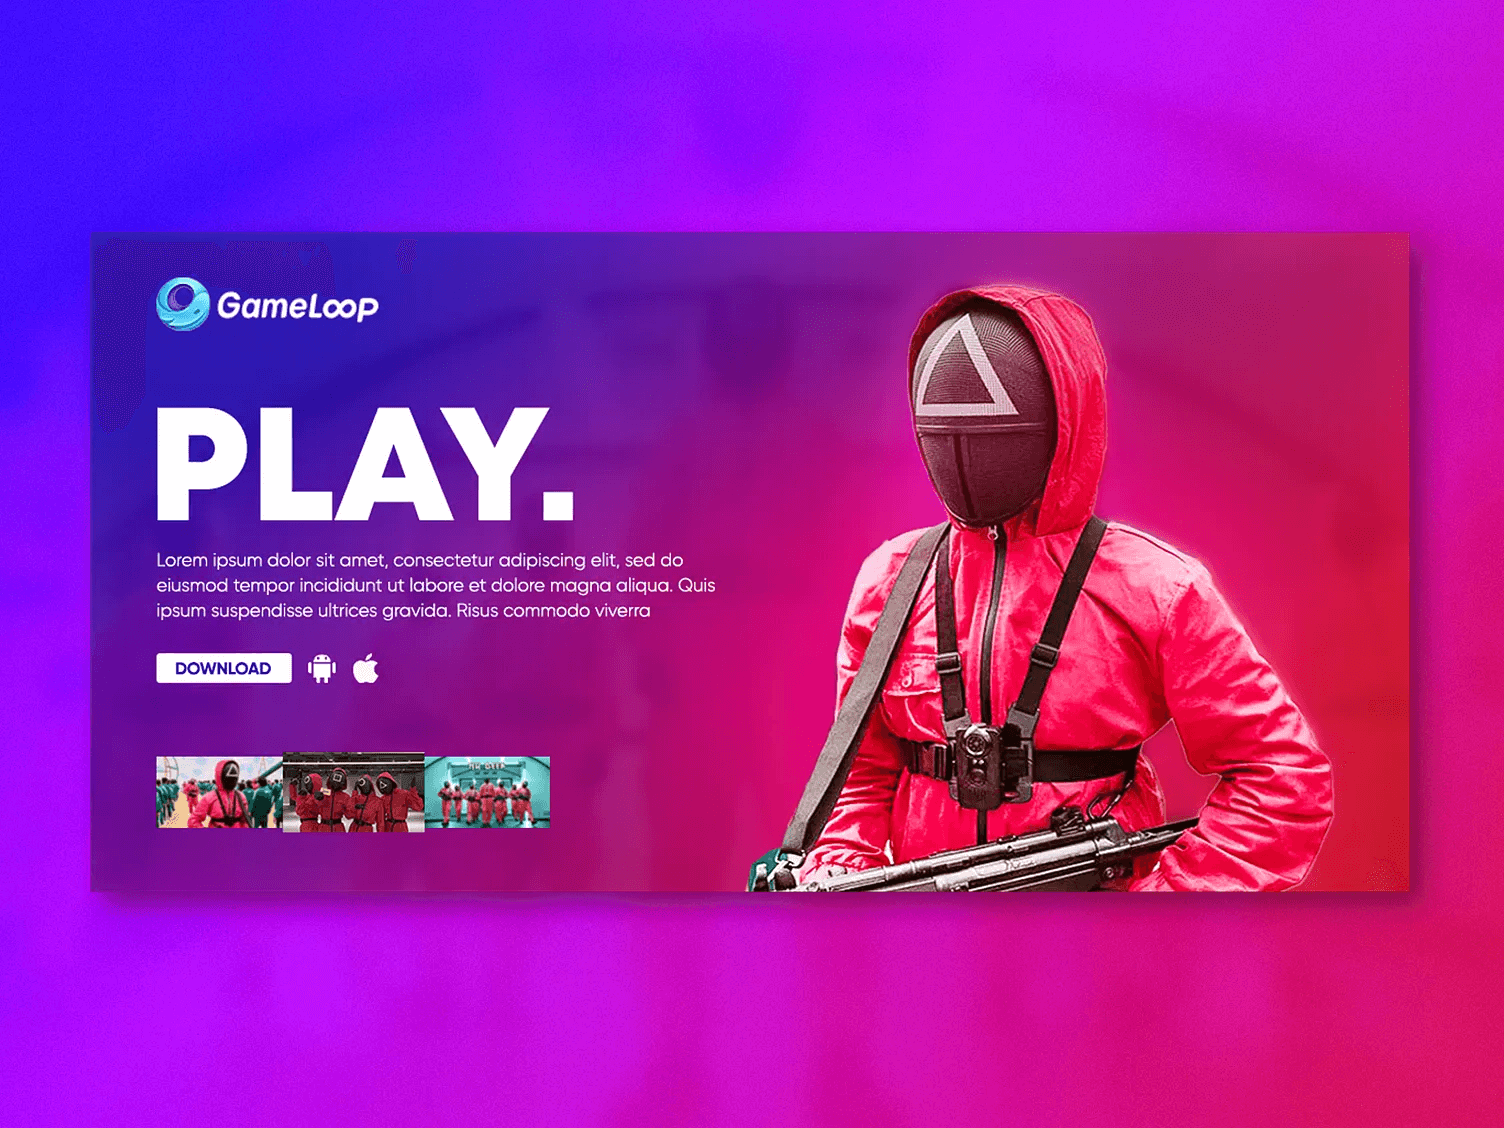 GameLoop
PLAY.
Lorem ipsum dolor sit amet, consectetur adipiscing elit, sed do
eiusmod tempor incididunt ut labore et dolore magna aliqua. Quis
ipsum suspendisse ultrices gravida. Risus commodo viverra
DOWNLOAD